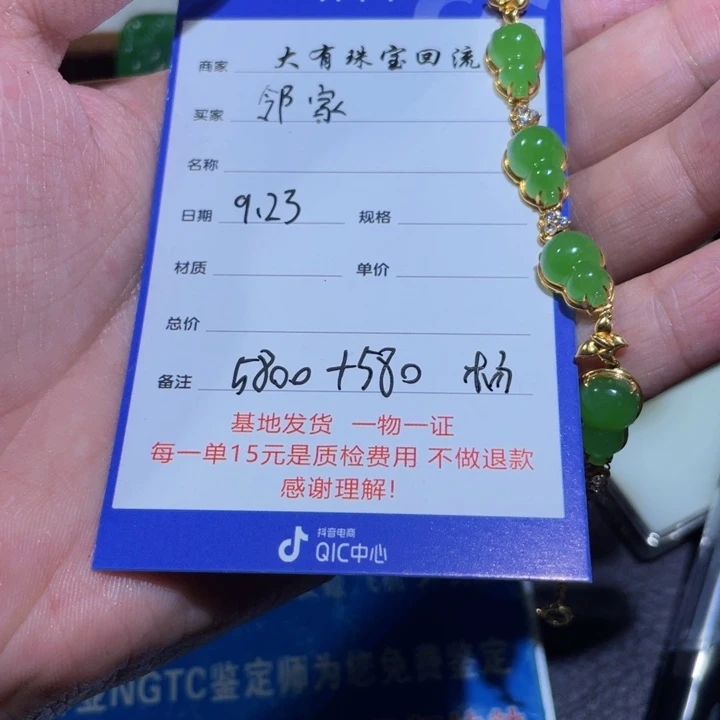 商家 大有珠宝回流
买家 邻家
名称
日期 9.23 规格
材质 单价
总价
备注 5800+580 杨
基地发货 一物一证
每一单15元是质检费用 不做退款
感谢理解!
抖音电商
QIC中心
NGTC鉴定师为您免费鉴定